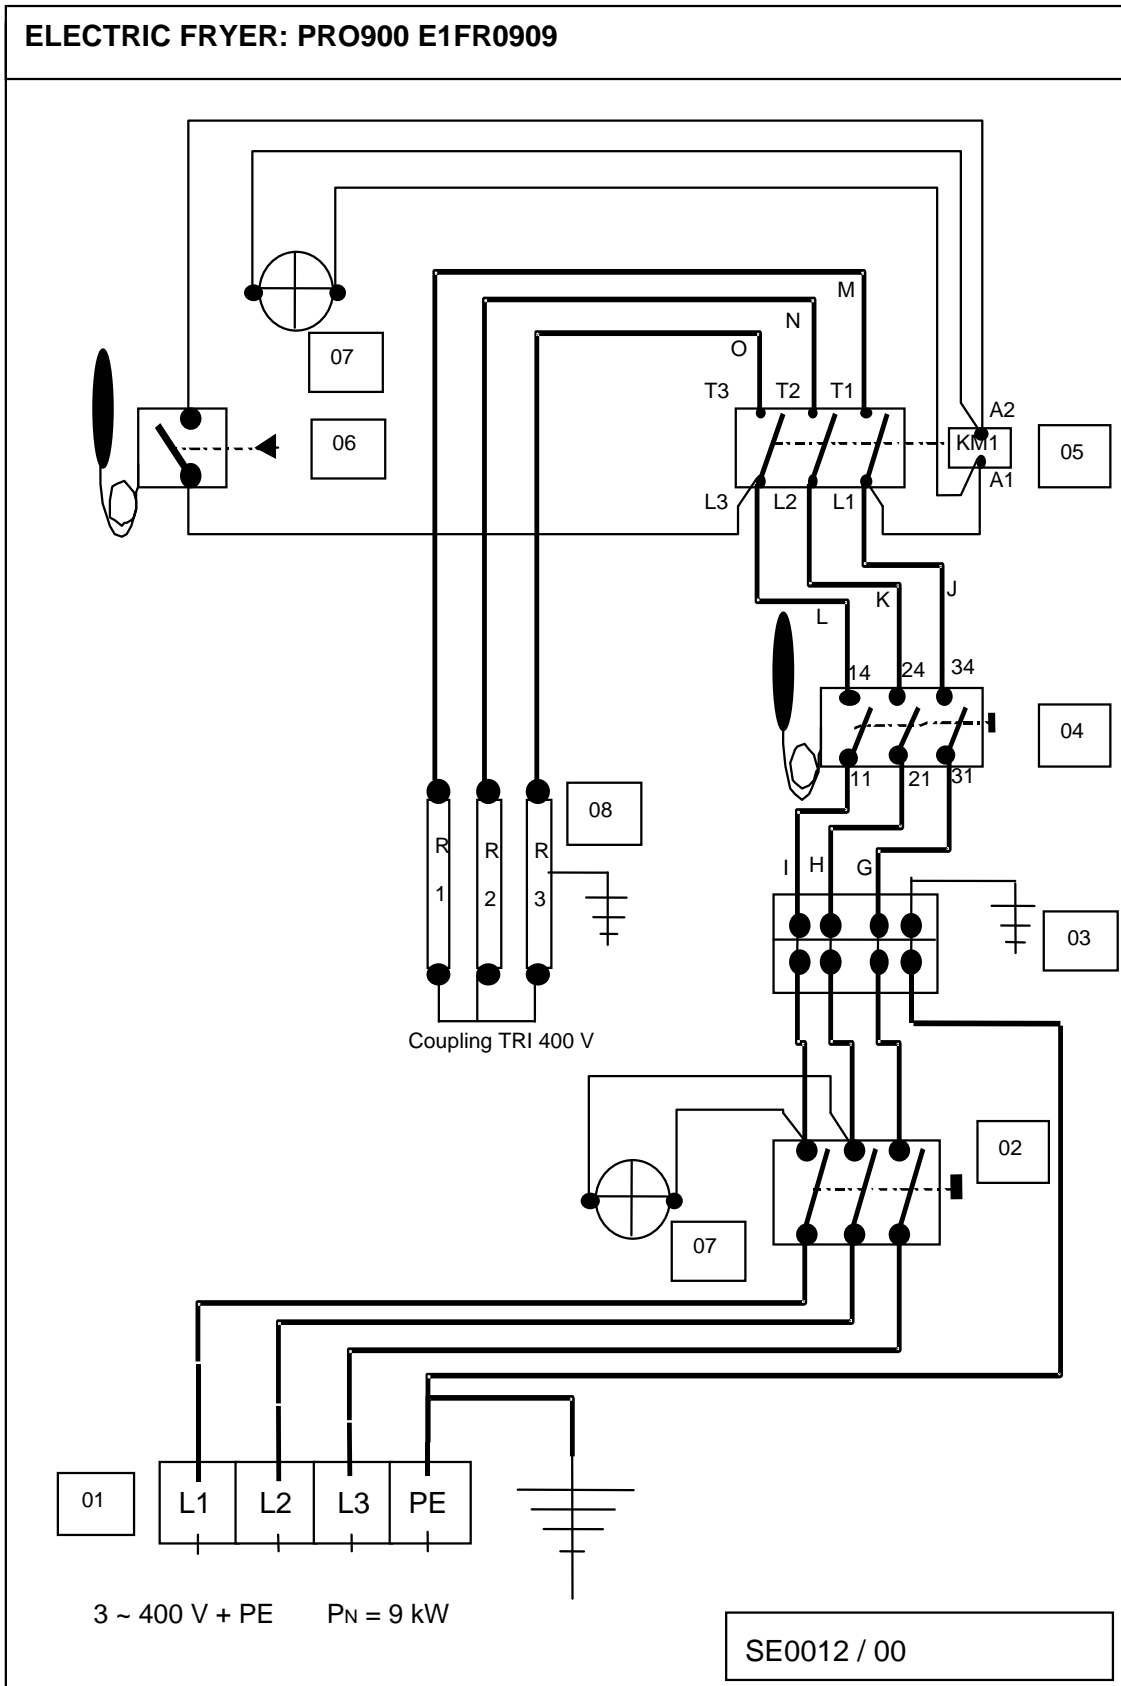 ELECTRIC FRYER: PRO900 E1FR0909
M
N
O
07
T3 T2 T1
A2
06
KM1
05
A1
L3 L2 L1
J
K
L
14 24 34
04
11 21 31
08
R 1
R 2
R 3
I H G
03
Coupling TRI 400 V
02
07
01
L1 L2 L3 PE
3 ~ 400 V + PE PN = 9 kW
SE0012 / 00